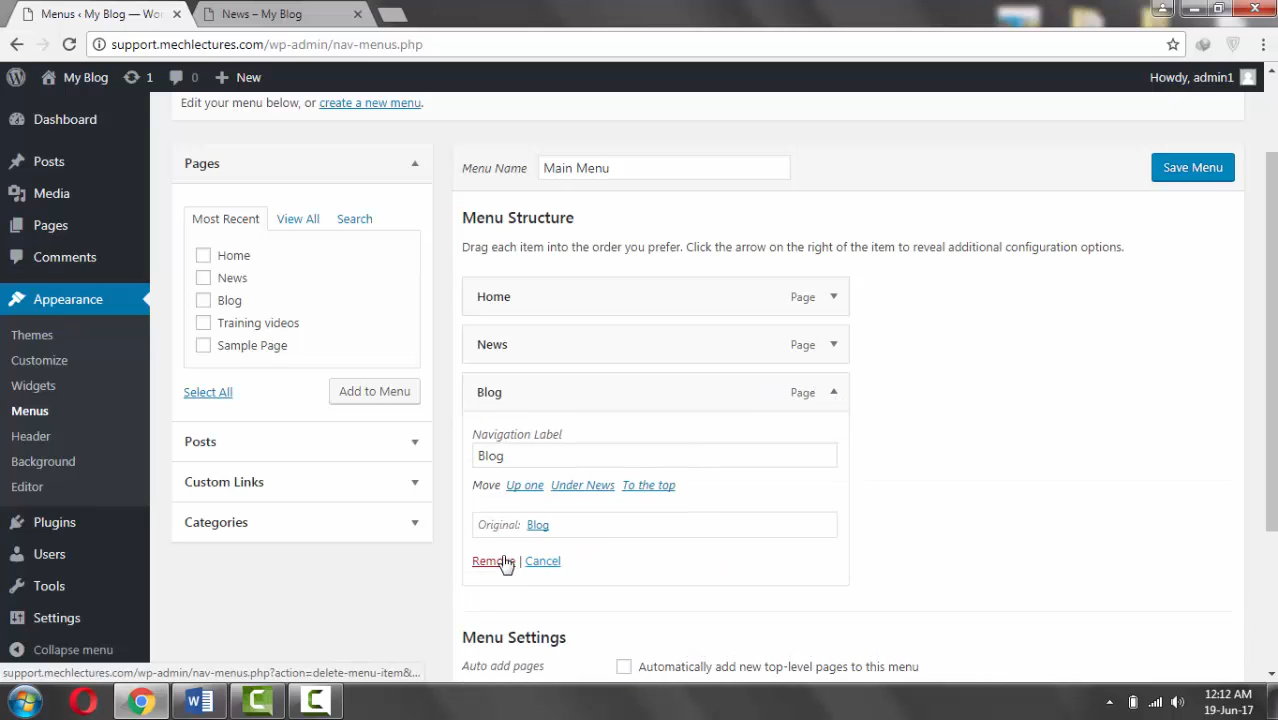 Menus ‹ My Blog — Wo
News – My Blog
support.mechlectures.com/wp-admin/nav-menus.php
My Blog 1 0 New
Howdy, admin1
Dashboard
Posts
Media
Pages
Comments
Appearance
Themes
Customize
Widgets
Menus
Header
Background
Editor
Plugins
Users
Tools
Settings
Collapse menu
Edit your menu below, or create a new menu.
Pages
Most Recent View All Search
Home
News
Blog
Training videos
Sample Page
Select All Add to Menu
Posts
Custom Links
Categories
Menu Name Main Menu Save Menu
Menu Structure
Drag each item into the order you prefer. Click the arrow on the right of the item to reveal additional configuration options.
Home Page
News Page
Blog Page
Navigation Label
Blog
Move Up one Under News To the top
Original: Blog
Remove | Cancel
Menu Settings
Auto add pages Automatically add new top-level pages to this menu
support.mechlectures.com/wp-admin/nav-menus.php?action=delete-menu-item&...
12:12 AM
19-Jun-17